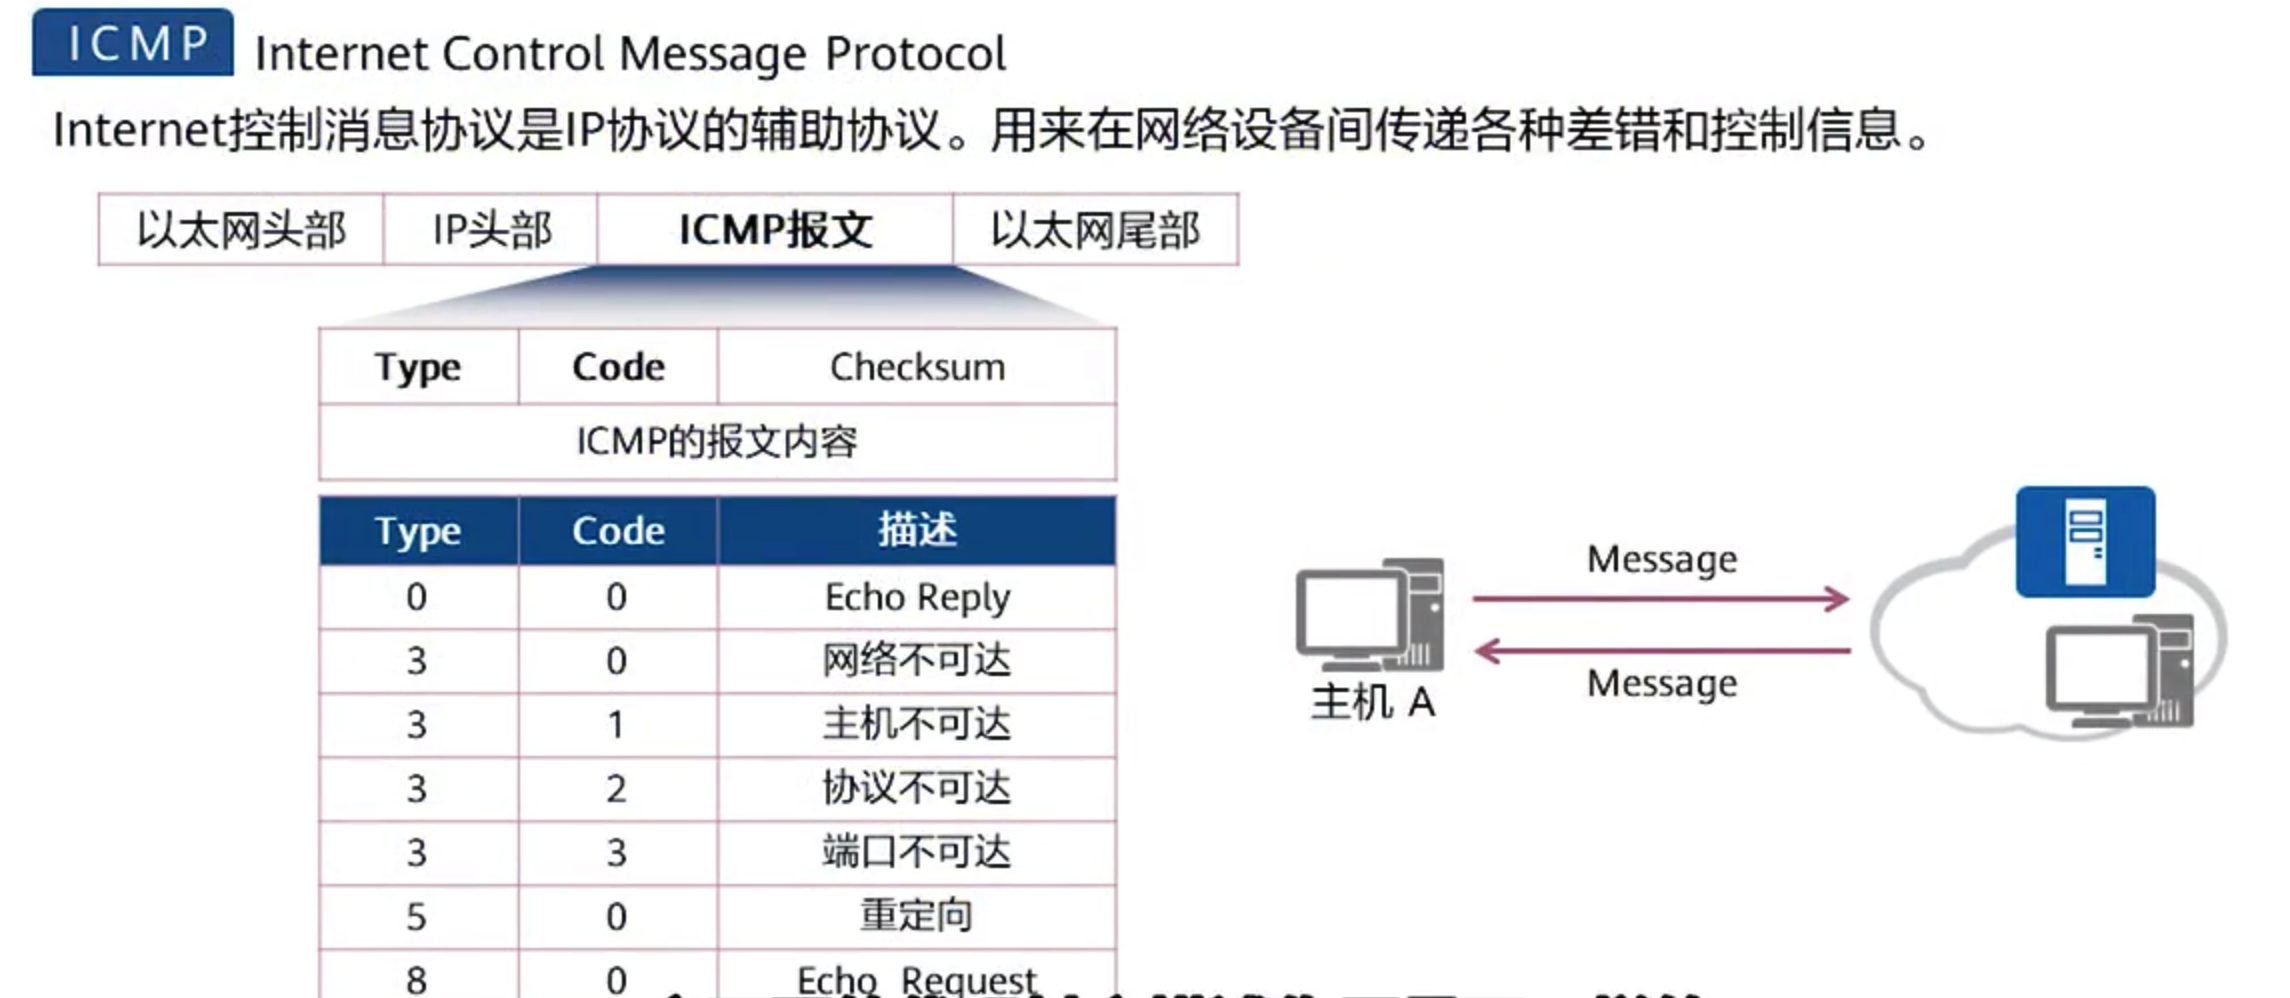 ICMP Internet Control Message Protocol
Internet控制消息协议是IP协议的辅助协议。用来在网络设备间传递各种差错和控制信息。
以太网头部 IP头部 ICMP报文 以太网尾部
Type Code Checksum
ICMP的报文内容
Type Code 描述
0 0 Echo Reply
3 0 网络不可达
3 1 主机不可达
3 2 协议不可达
3 3 端口不可达
5 0 重定向
8 0 Echo Request
Message
Message
主机 A